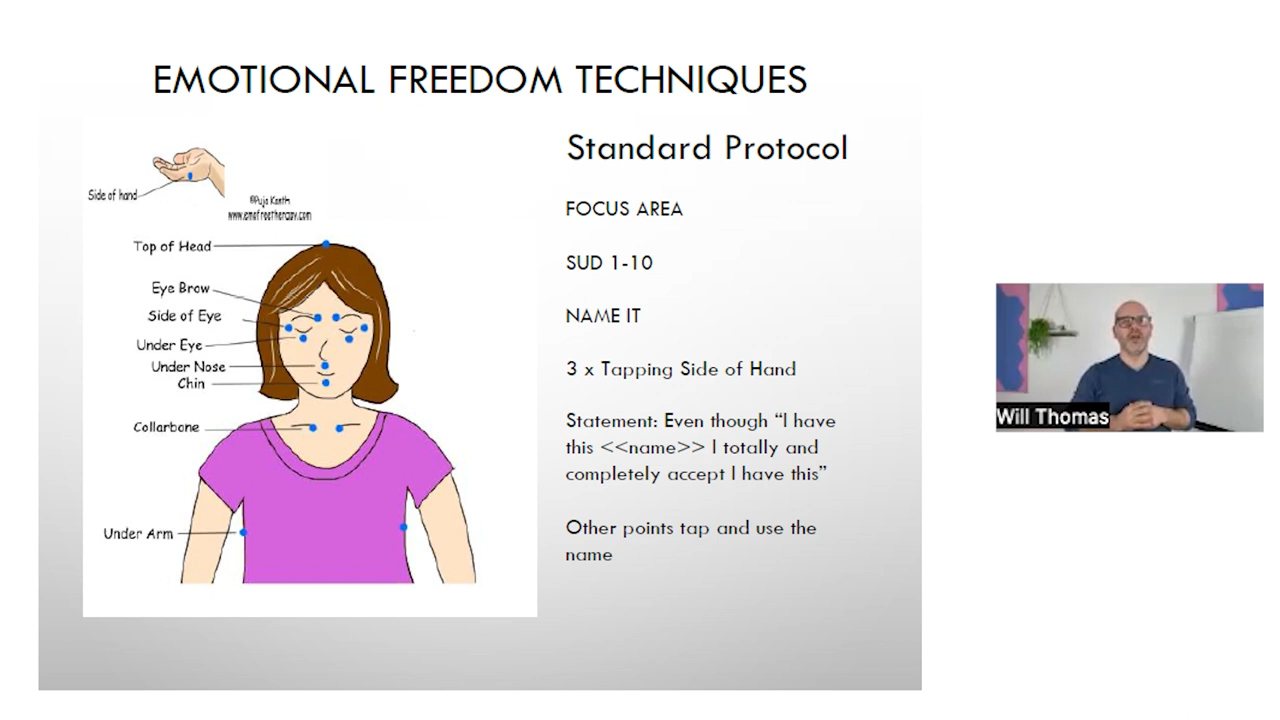 EMOTIONAL FREEDOM TECHNIQUES
Side of hand
©Puja Kanth
www.emofreetherapy.com
Top of Head
Eye Brow
Side of Eye
Under Eye
Under Nose
Chin
Collarbone
Under Arm
Standard Protocol
FOCUS AREA
SUD 1-10
NAME IT
3 x Tapping Side of Hand
Statement: Even though “I have
this <<name>> I totally and
completely accept I have this”
Other points tap and use the
name
Will Thomas